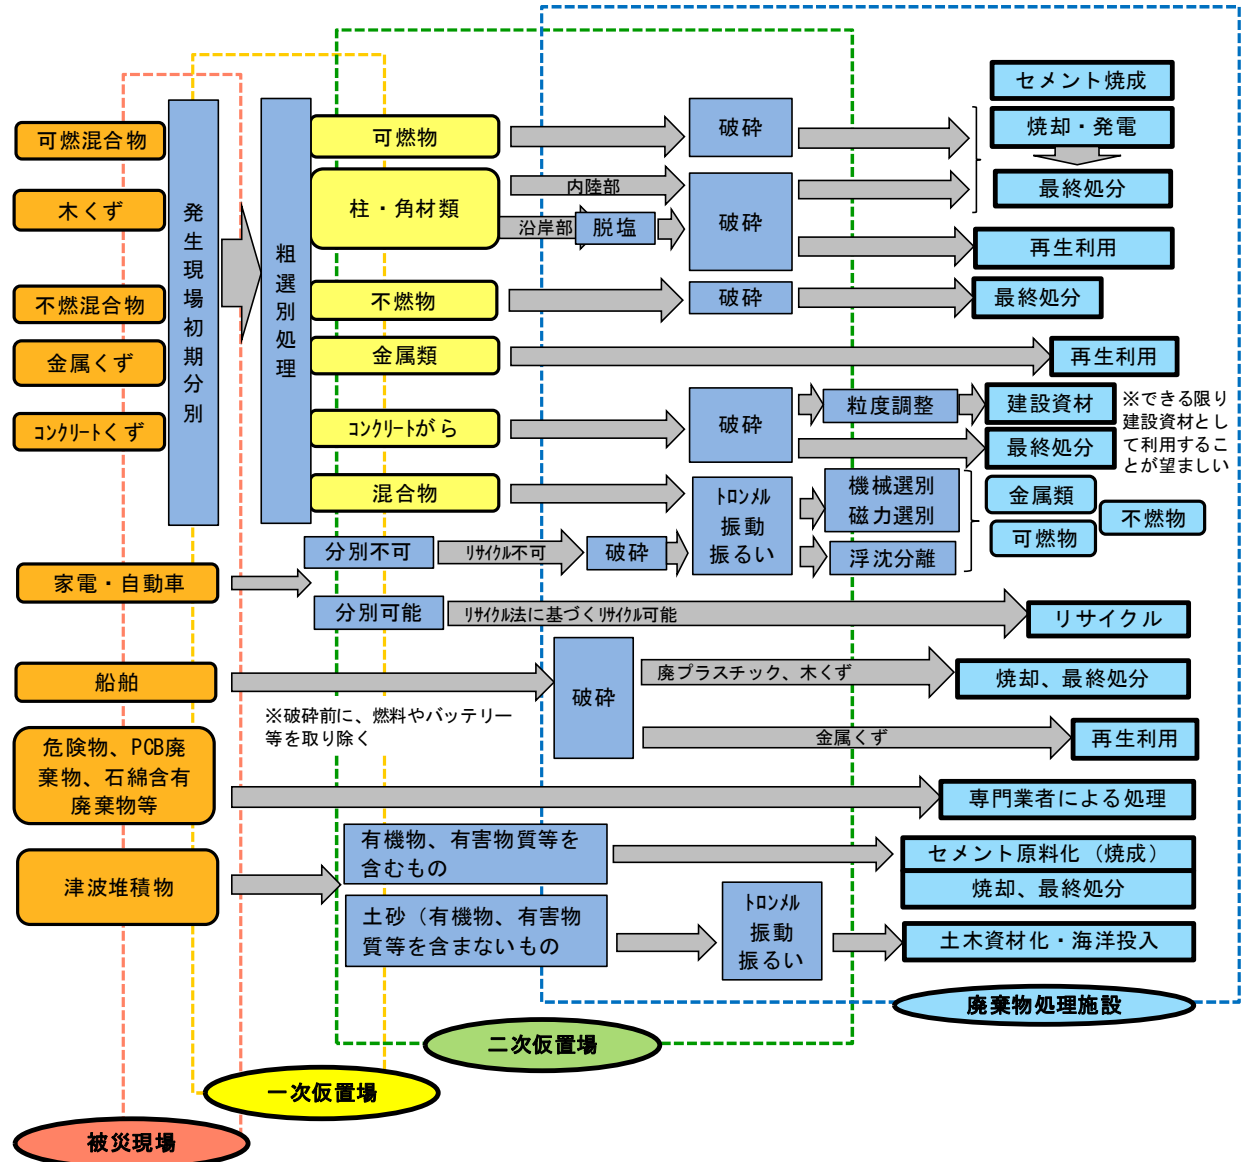 可燃混合物
木くず
不燃混合物
金属くず
コンクリートくず
家電・自動車
船舶
危険物、PCB廃
棄物、石綿含有
廃棄物等
津波堆積物
発生現場初期分別
粗選別処理
可燃物
柱・角材類
不燃物
金属類
コンクリートがら
混合物
内陸部
沿岸部
脱塩
破砕
破砕
破砕
破砕
セメント焼成
焼却・発電
最終処分
再生利用
最終処分
再生利用
粒度調整
建設資材
最終処分
※できる限り
建設資材とし
て利用するこ
とが望ましい
トロンメル
振動
振るい
機械選別
磁力選別
浮沈分離
金属類
可燃物
不燃物
分別不可
リサイクル不可
破砕
分別可能
リサイクル法に基づくリサイクル可能
リサイクル
破砕
※破砕前に、燃料やバッテリー
等を取り除く
廃プラスチック、木くず
焼却、最終処分
金属くず
再生利用
専門業者による処理
有機物、有害物質等を
含むもの
セメント原料化（焼成）
焼却、最終処分
土砂（有機物、有害物
質等を含まないもの
トロンメル
振動
振るい
土木資材化・海洋投入
廃棄物処理施設
二次仮置場
一次仮置場
被災現場